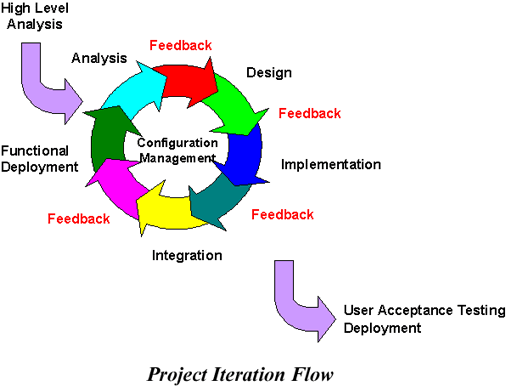 High Level
Analysis
Analysis
Feedback
Design
Feedback
Functional
Deployment
Configuration
Management
Implementation
Feedback
Feedback
Integration
User Acceptance Testing
Deployment
Project Iteration Flow